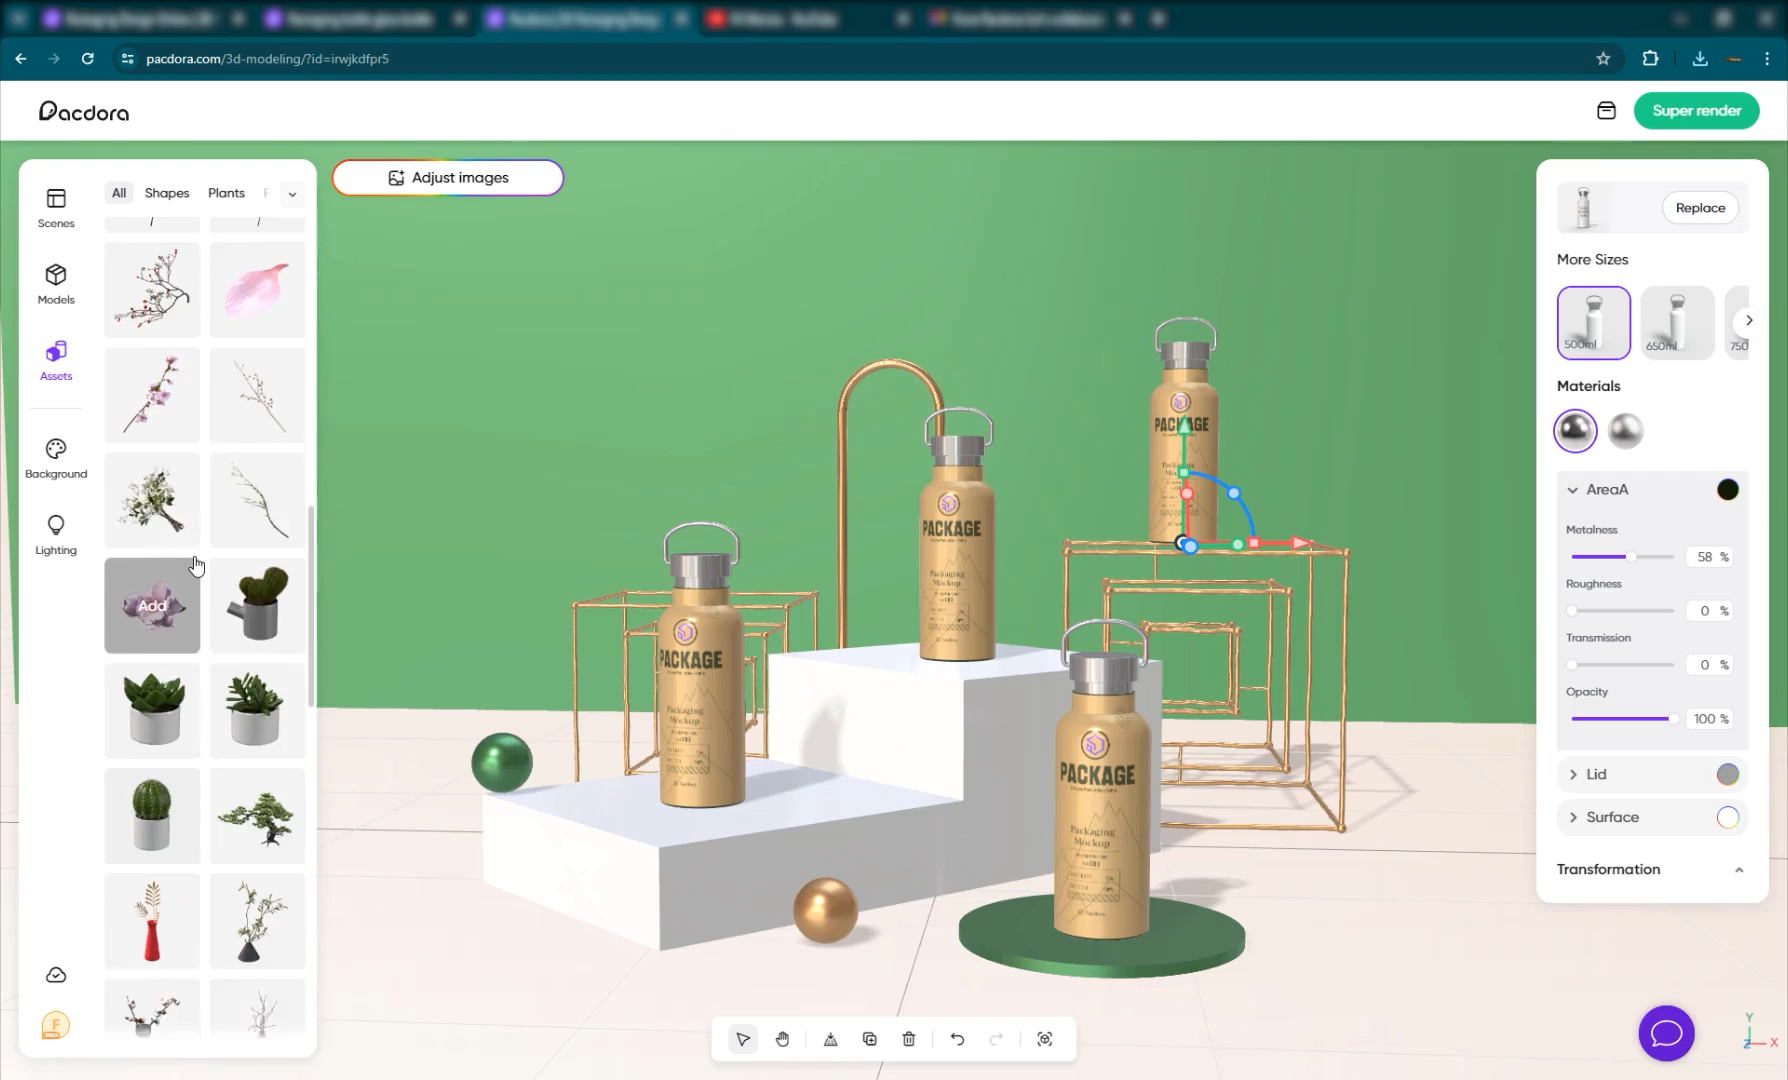 pacdora.com/3d-modeling/?id=irwjkdfpr5
Pacdora
Super render
Scenes
Models
Assets
Background
Lighting
All Shapes Plants
Add
F
Adjust images
PACKAGE
Packaging
Mockup
PACKAGE
Packaging
Mockup
PACKAGE
PACKAGE
Packaging
Mockup
Replace
More Sizes
500ml
650ml
750
Materials
AreaA
Metalness
58 %
Roughness
0 %
Transmission
0 %
Opacity
100 %
Lid
Surface
Transformation
Y
Z X